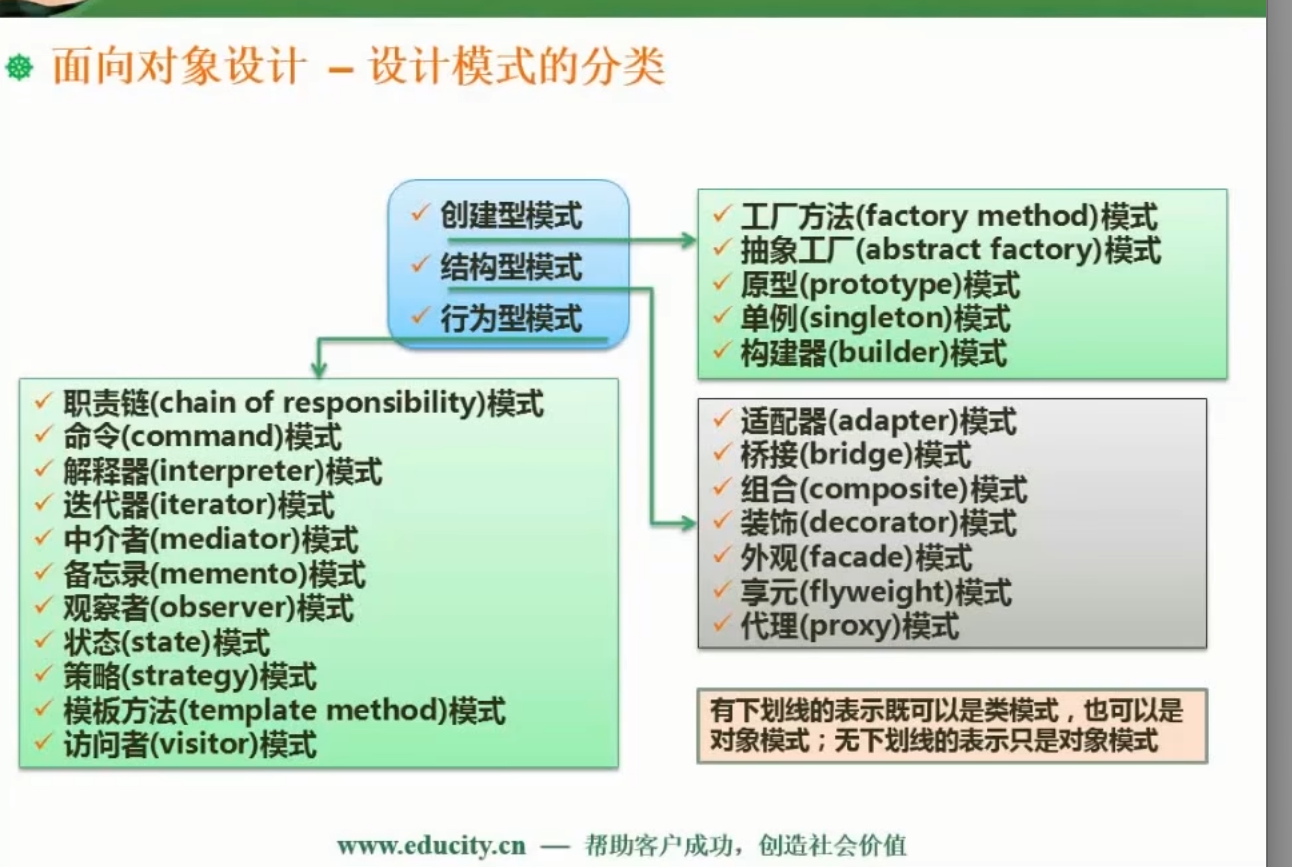 面向对象设计 – 设计模式的分类
创建型模式
结构型模式
行为型模式
工厂方法(factory method)模式
抽象工厂(abstract factory)模式
原型(prototype)模式
单例(singleton)模式
构建器(builder)模式
职责链(chain of responsibility)模式
命令(command)模式
解释器(interpreter)模式
迭代器(iterator)模式
中介者(mediator)模式
备忘录(memento)模式
观察者(observer)模式
状态(state)模式
策略(strategy)模式
模板方法(template method)模式
访问者(visitor)模式
适配器(adapter)模式
桥接(bridge)模式
组合(composite)模式
装饰(decorator)模式
外观(facade)模式
享元(flyweight)模式
代理(proxy)模式
有下划线的表示既可以是类模式，也可以是
对象模式；无下划线的表示只是对象模式
www.educity.cn — 帮助客户成功，创造社会价值